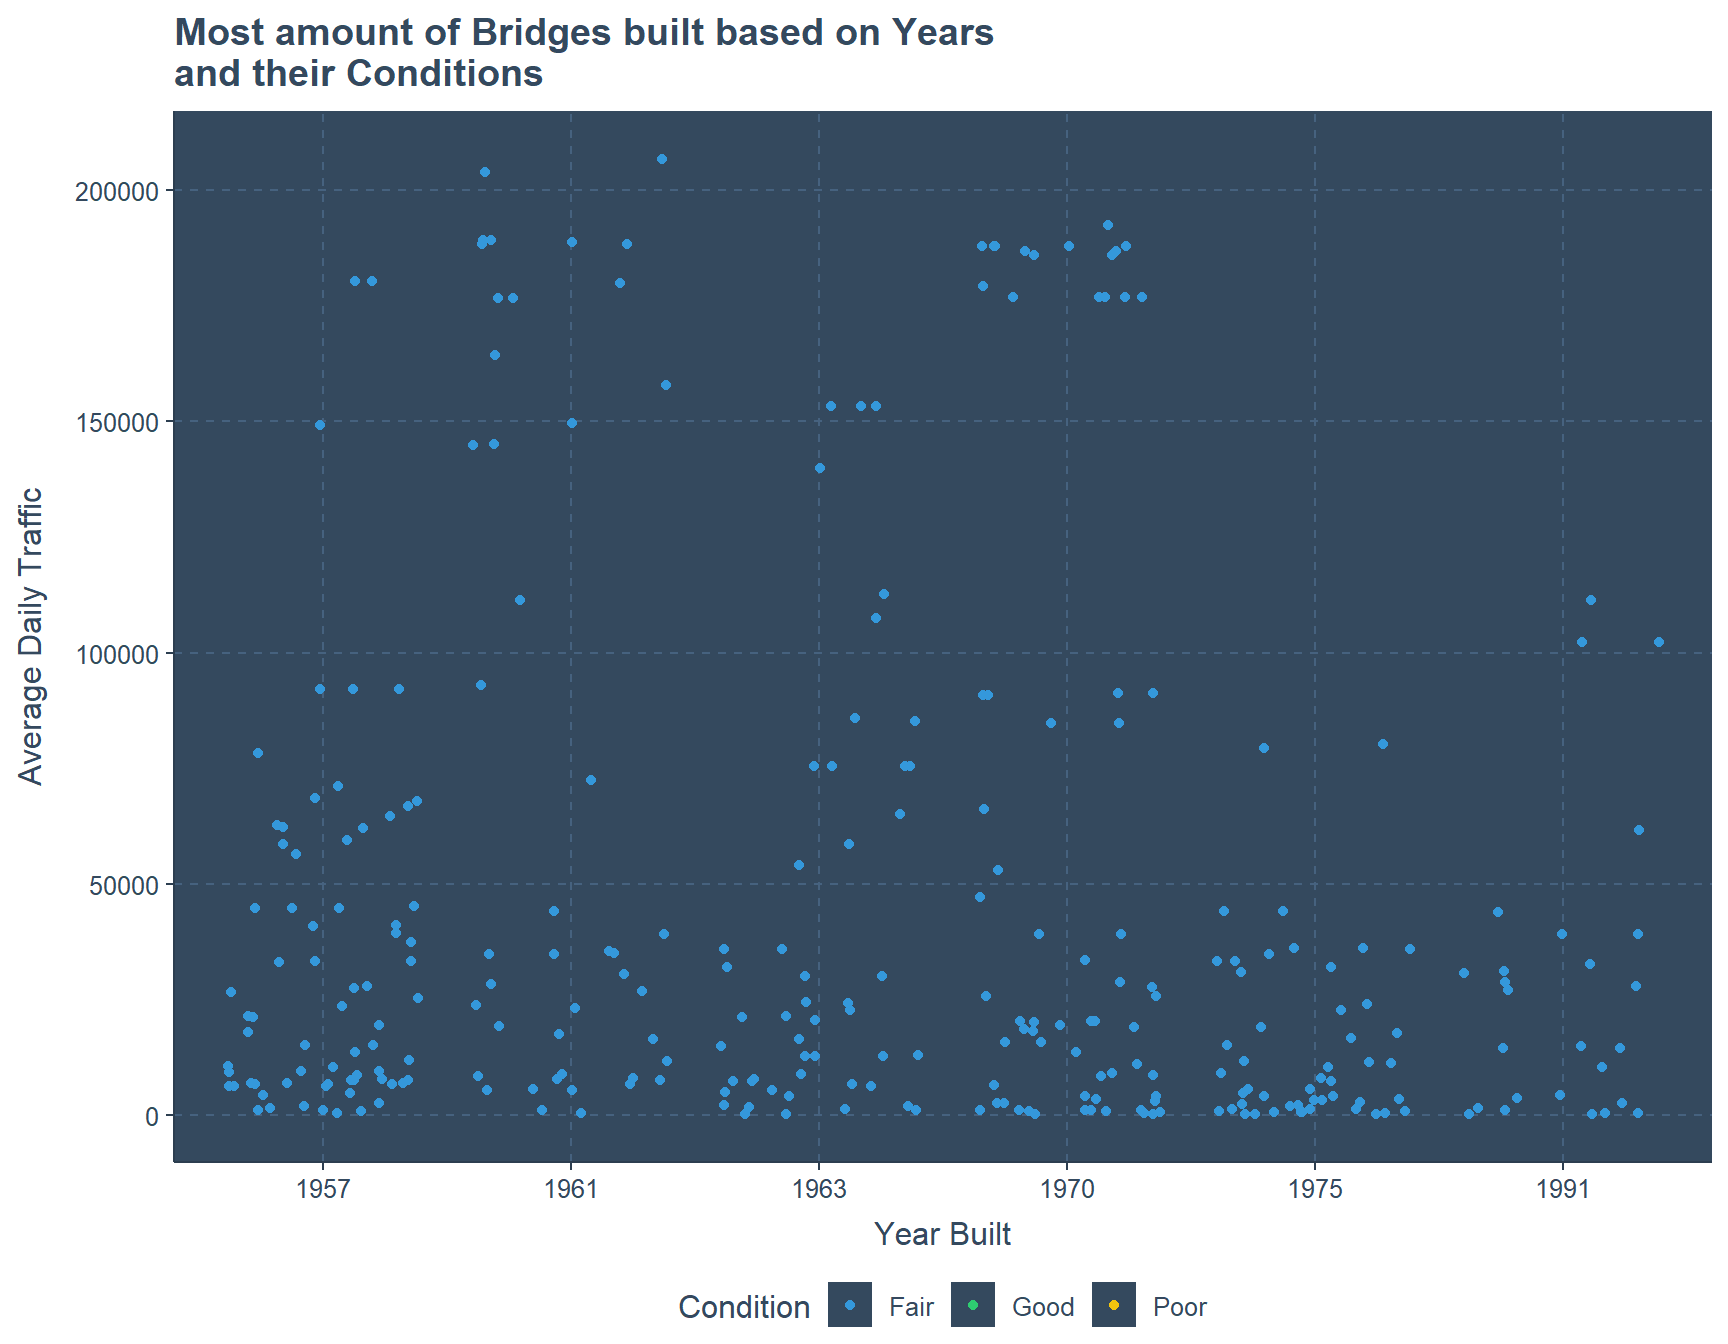 Most amount of Bridges built based on Years
and their Conditions
Average Daily Traffic
200000
150000
100000
50000
0
1957 1961 1963 1970 1975 1991
Year Built
Condition Fair Good Poor